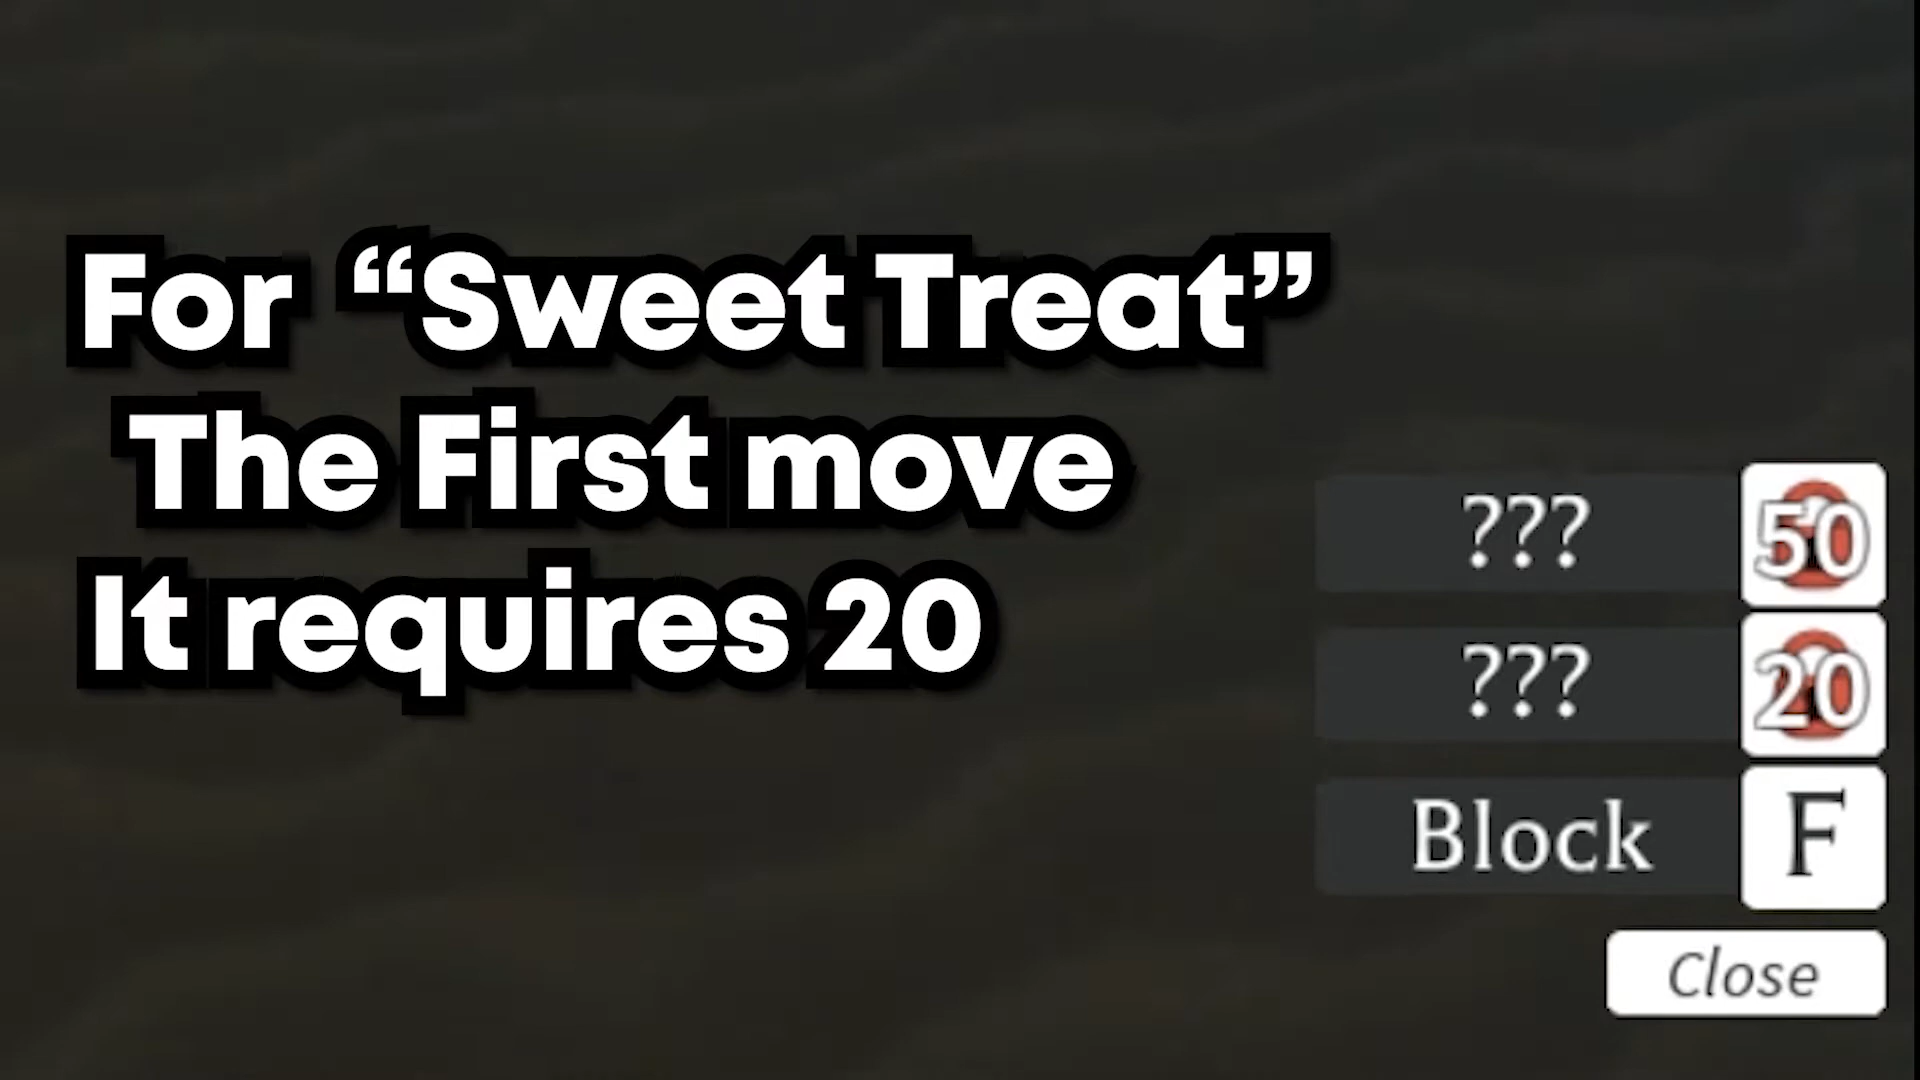 For “Sweet Treat”
The First move
It requires 20
??? 50
??? 20
Block F
Close